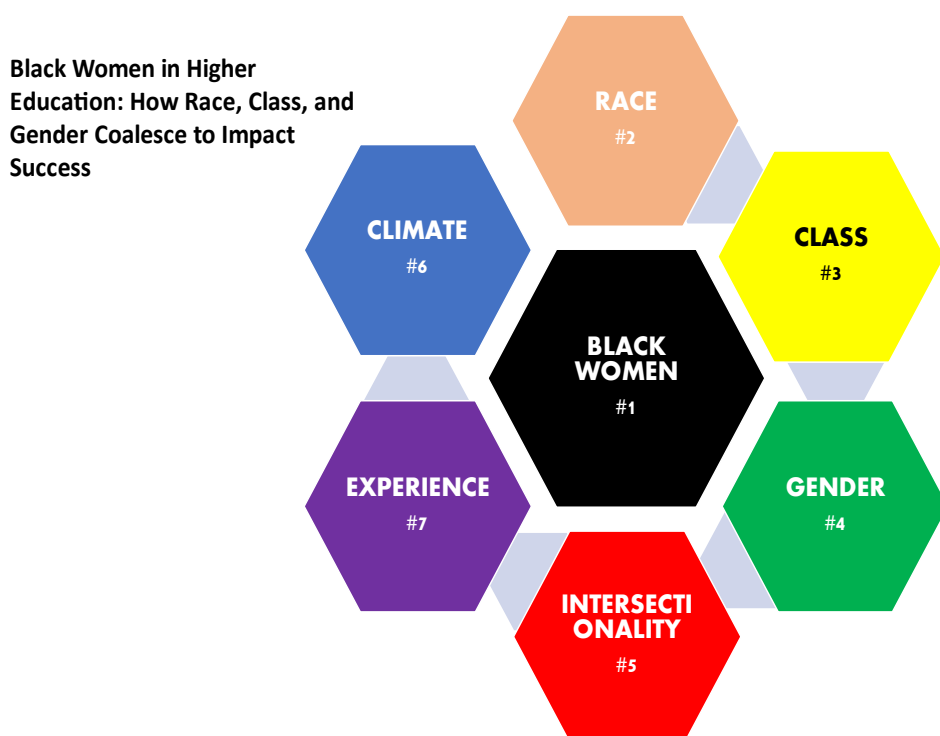 Black Women in Higher
Education: How Race, Class, and
Gender Coalesce to Impact
Success
RACE
#2
CLIMATE
#6
CLASS
#3
BLACK
WOMEN
#1
EXPERIENCE
#7
GENDER
#4
INTERSECTI
ONALITY
#5